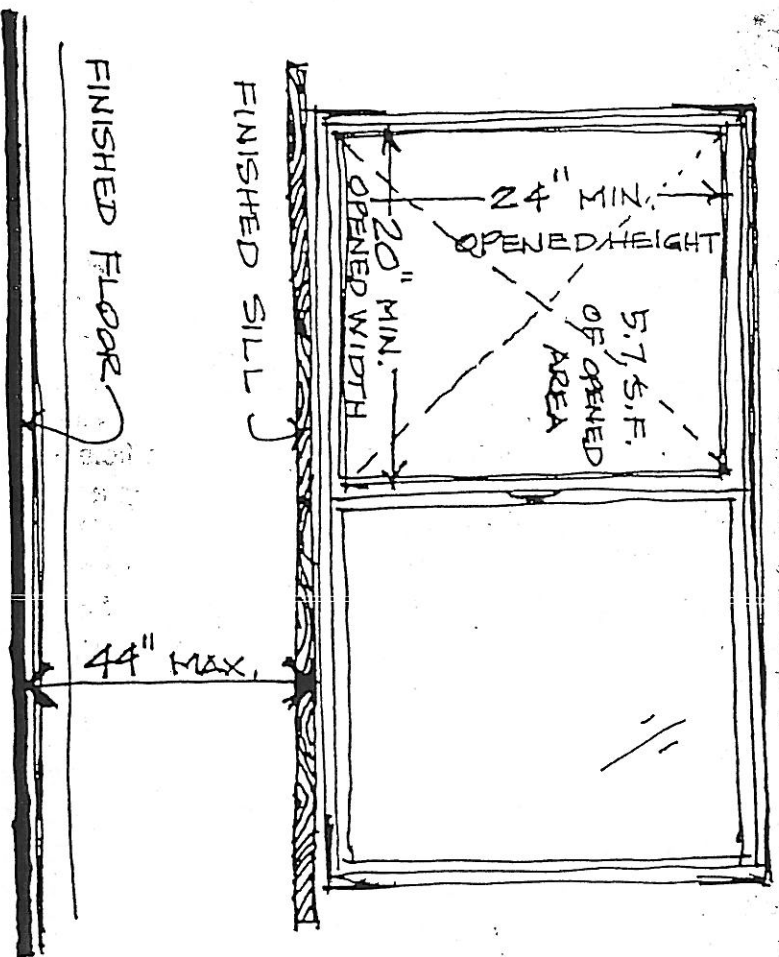 24" MIN.
OPENED HEIGHT
5.7 S.F.
OF OPENED
AREA
20" MIN.
OPENED WIDTH
FINISHED SILL
44" MAX.
FINISHED FLOOR